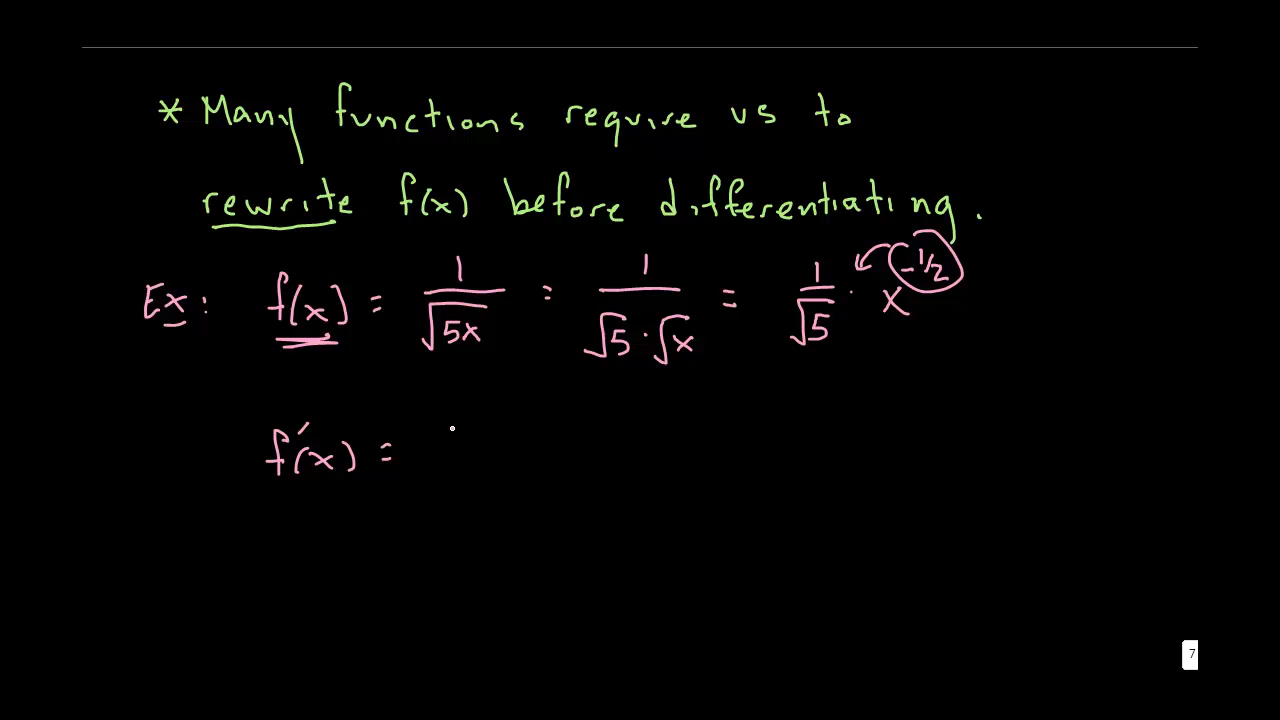 * Many functions require us to
rewrite f(x) before differentiating.
Ex: f(x) = 1/√5x = 1/√5 · √x = 1/√5 · x^-1/2
f'(x) =
7